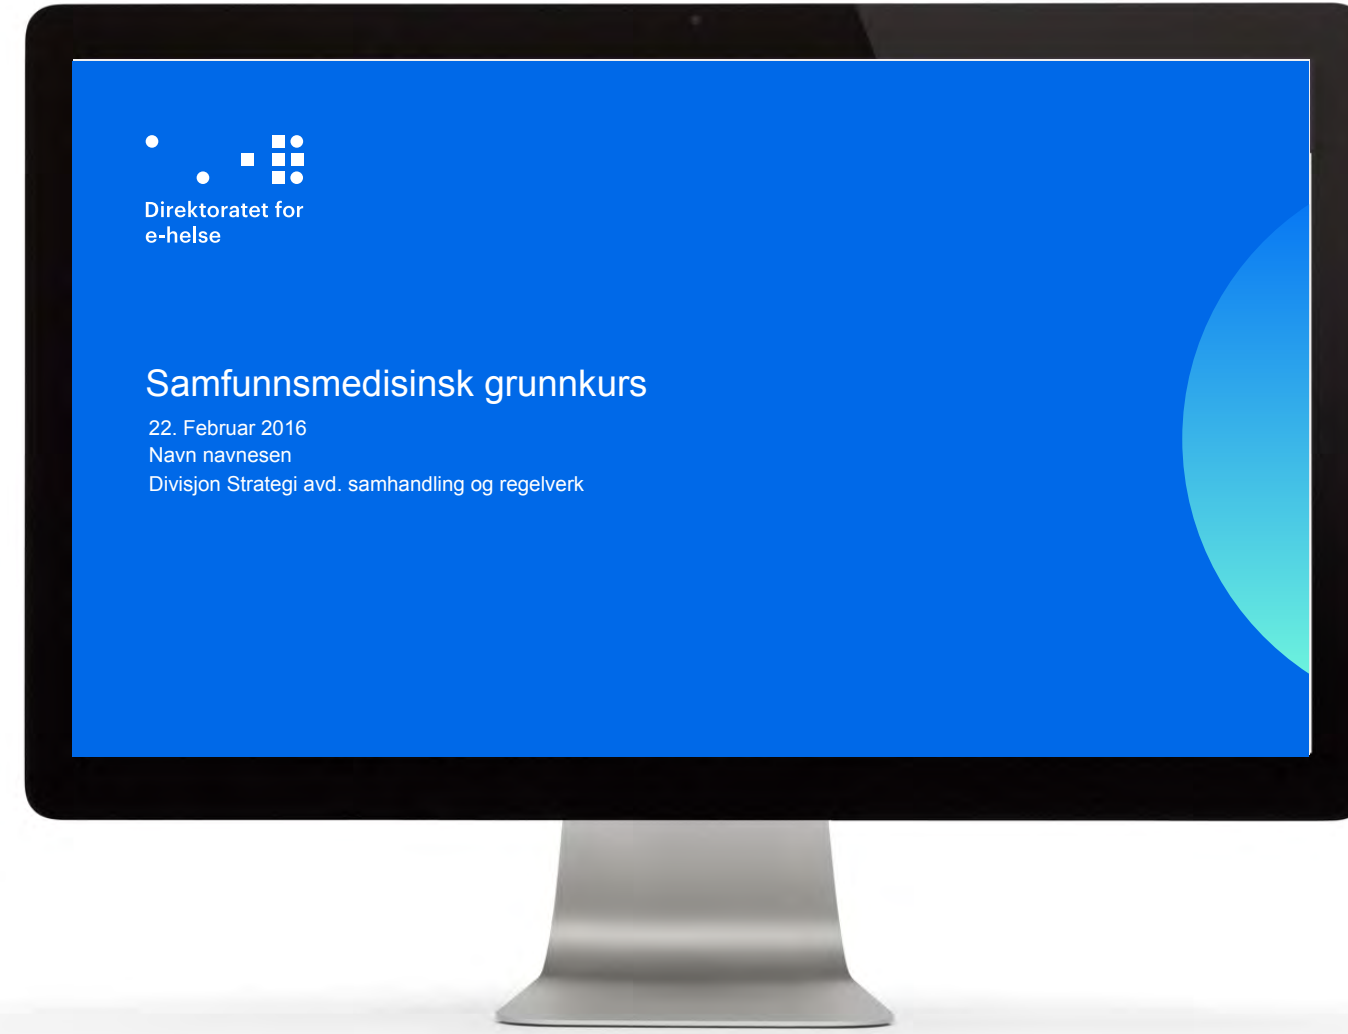 Direktoratet for
e-helse
Samfunnsmedisinsk grunnkurs
22. Februar 2016
Navn navnesen
Divisjon Strategi avd. samhandling og regelverk